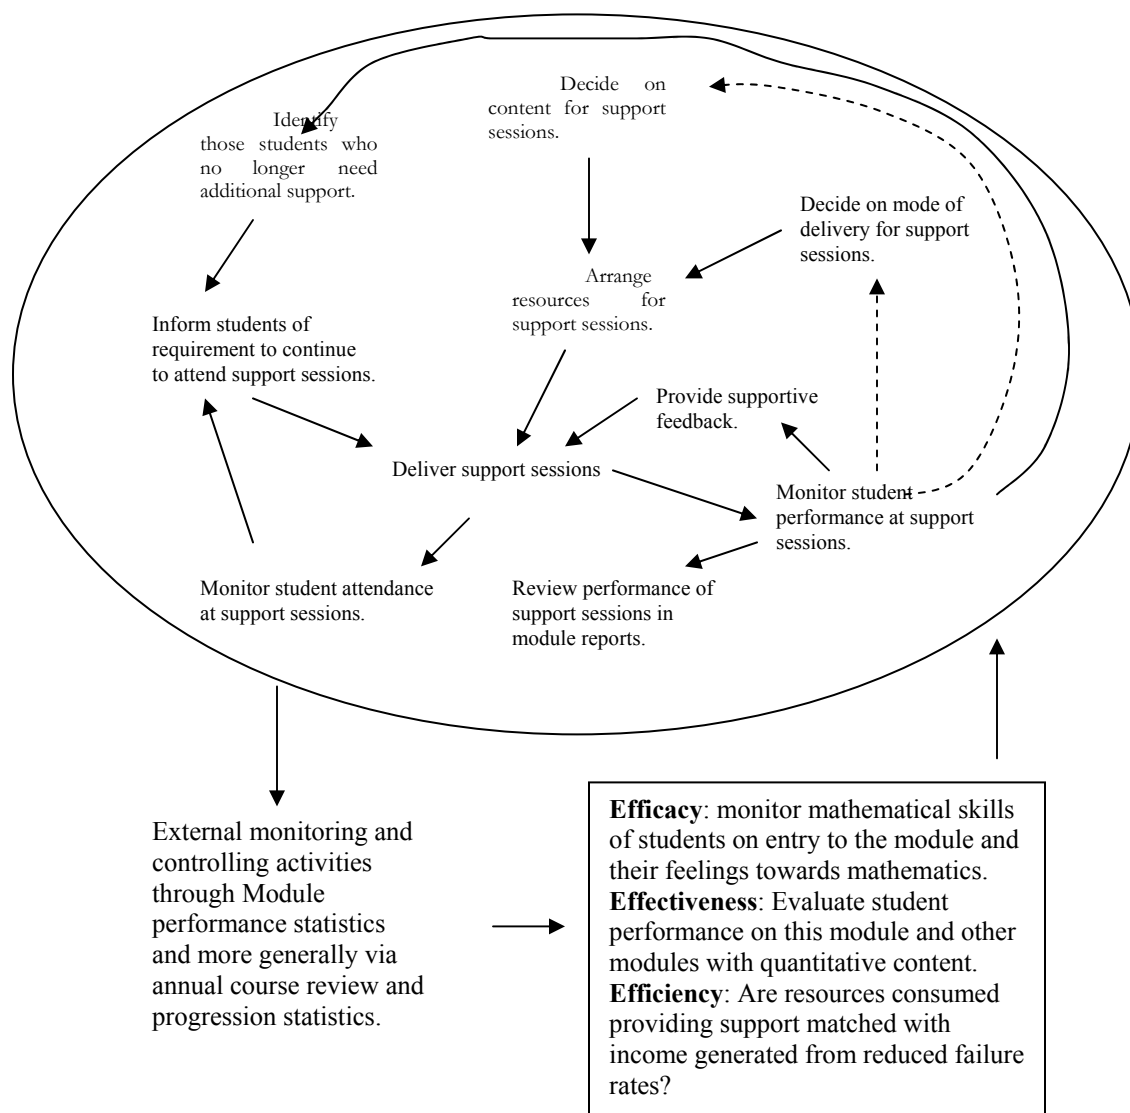 Decide on
content for support
sessions.
Identify
those students who
no longer need
additional support.
Decide on mode of
delivery for support
sessions.
Arrange
resources for
support sessions.
Inform students of
requirement to continue
to attend support sessions.
Provide supportive
feedback.
Deliver support sessions
Monitor student
performance at support
sessions.
Monitor student attendance
at support sessions.
Review performance of
support sessions in
module reports.
External monitoring and
controlling activities
through Module
performance statistics
and more generally via
annual course review and
progression statistics.
Efficacy: monitor mathematical skills
of students on entry to the module and
their feelings towards mathematics.
Effectiveness: Evaluate student
performance on this module and other
modules with quantitative content.
Efficiency: Are resources consumed
providing support matched with
income generated from reduced failure
rates?